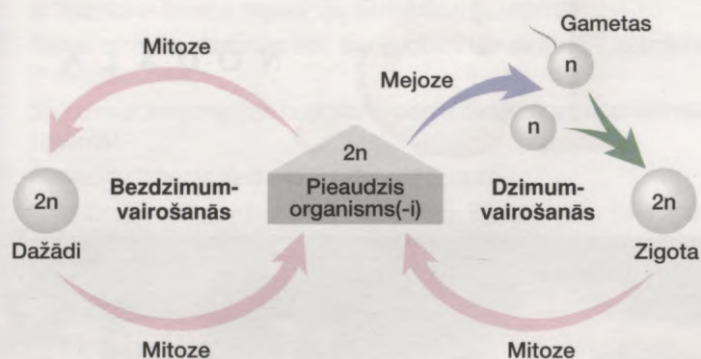 Gametas
Mitoze
n
Mejoze
n
2n
2n
Bezdzimum-
vairošanās
Pieaudzis
organisms(-i)
Dzimum-
vairošanās
2n
Dažādi
Zigota
Mitoze
Mitoze